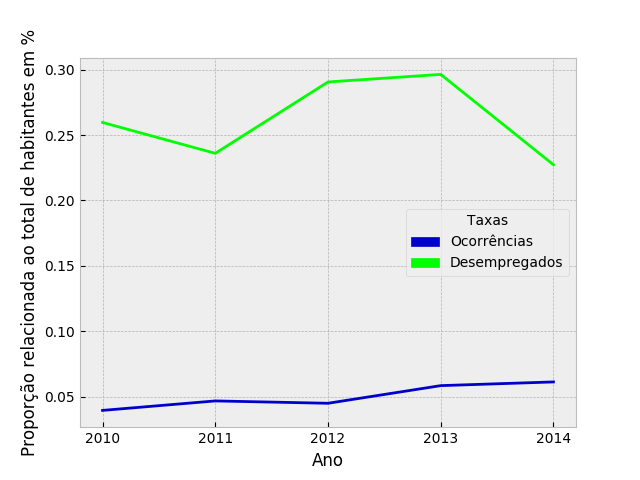 Proporção relacionada ao total de habitantes em %
0.30
0.25
0.20
0.15
0.10
0.05
Taxas
Ocorrências
Desempregados
2010 2011 2012 2013 2014
Ano